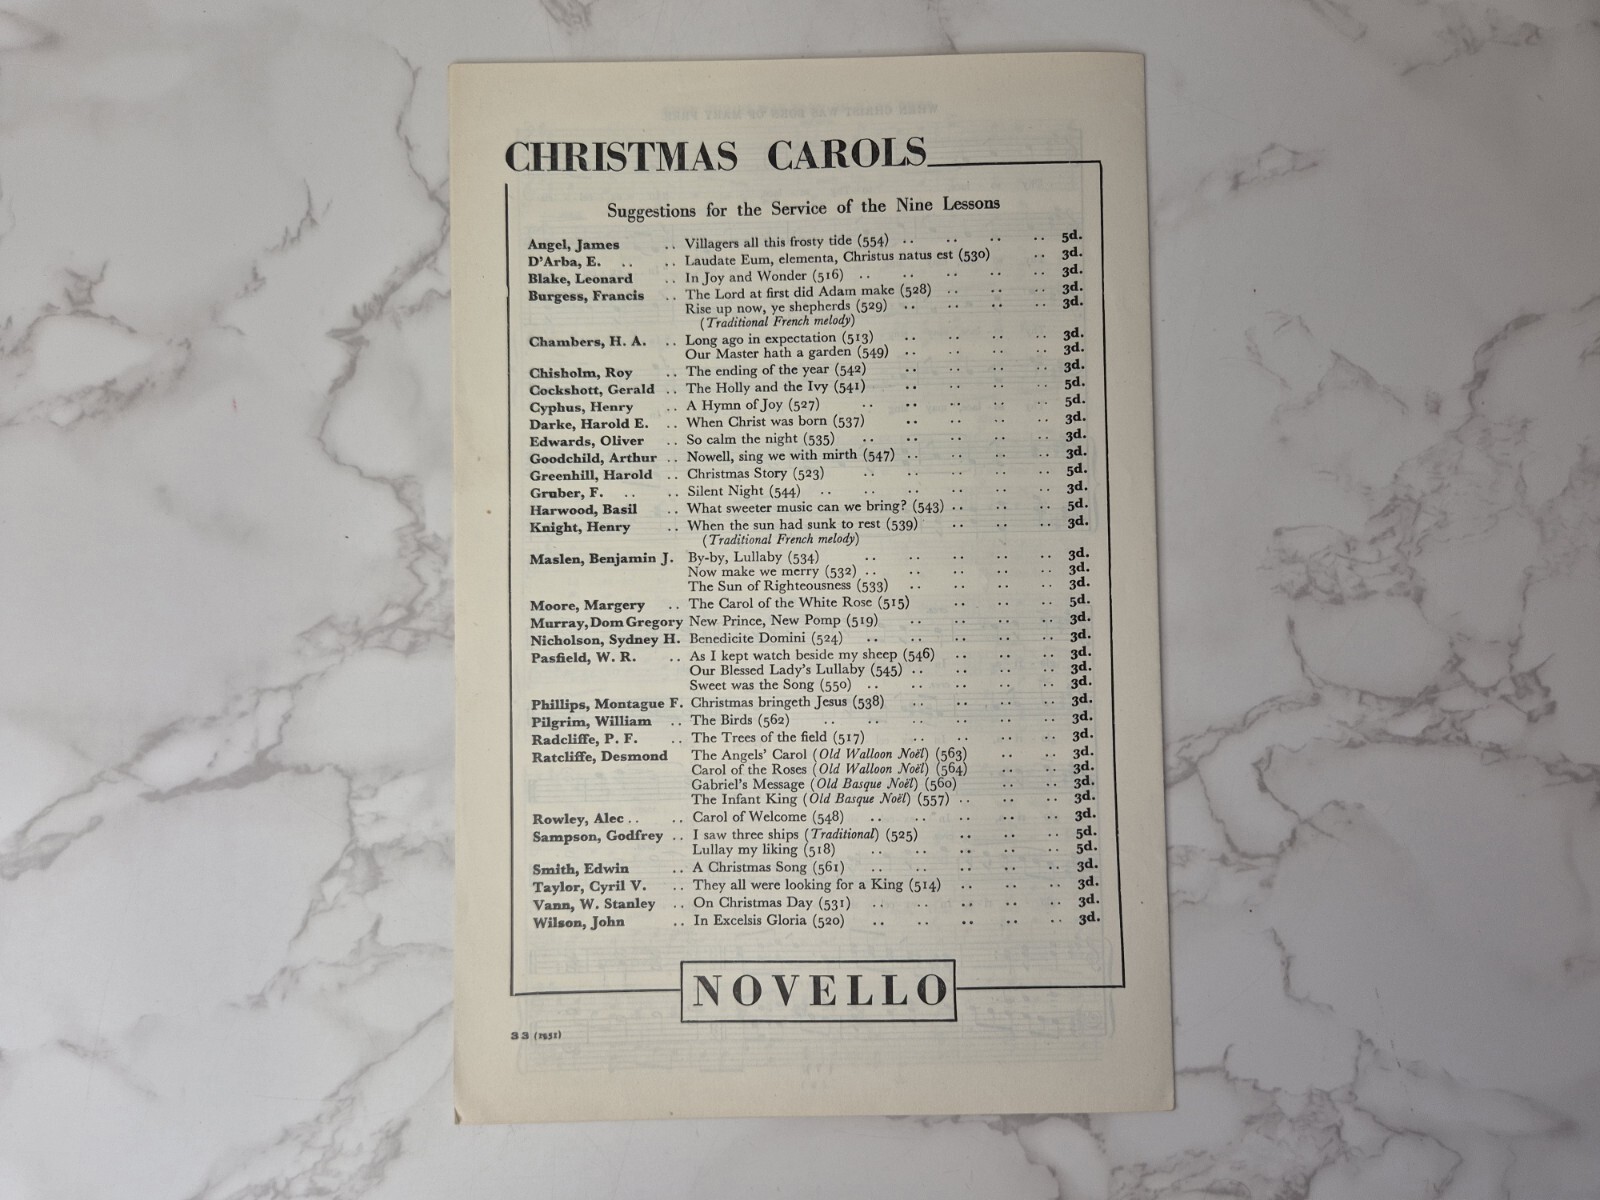 CHRISTMAS CAROLS
Suggestions for the Service of the Nine Lessons
Angel, James .. Villagers all this frosty tide (554) .. .. .. .. 5d.
D'Arba, E. .. .. Laudate Eum, elementa, Christus natus est (530) .. 3d.
Blake, Leonard .. In Joy and Wonder (516) .. .. .. .. .. 3d.
Burgess, Francis .. The Lord at first did Adam make (528) .. .. .. 3d.
Rise up now, ye shepherds (529) .. .. .. .. 3d.
(Traditional French melody)
Chambers, H. A. .. Long ago in expectation (513) .. .. .. .. 3d.
Our Master hath a garden (549) .. .. .. .. 3d.
Chisholm, Roy .. The ending of the year (542) .. .. .. .. 3d.
Cockshott, Gerald .. The Holly and the Ivy (541) .. .. .. .. 5d.
Cyphus, Henry .. A Hymn of Joy (527) .. .. .. .. .. 5d.
Darke, Harold E. .. When Christ was born (537) .. .. .. .. 3d.
Edwards, Oliver .. So calm the night (535) .. .. .. .. .. 3d.
Goodchild, Arthur .. Nowell, sing we with mirth (547) .. .. .. .. 3d.
Greenhill, Harold .. Christmas Story (523) .. .. .. .. .. 5d.
Gruber, F. .. .. Silent Night (544) .. .. .. .. .. .. 3d.
Harwood, Basil .. What sweeter music can we bring? (543) .. .. .. 5d.
Knight, Henry .. When the sun had sunk to rest (539) .. .. .. 3d.
(Traditional French melody)
Maslen, Benjamin J. By-by, Lullaby (534) .. .. .. .. .. 3d.
Now make we merry (532) .. .. .. .. .. 3d.
The Sun of Righteousness (533) .. .. .. .. 3d.
Moore, Margery .. The Carol of the White Rose (515) .. .. .. 5d.
Murray, Dom Gregory New Prince, New Pomp (519) .. .. .. .. 3d.
Nicholson, Sydney H. Benedicite Domini (524) .. .. .. .. .. 3d.
Pasfield, W. R. .. As I kept watch beside my sheep (546) .. .. .. 3d.
Our Blessed Lady's Lullaby (545) .. .. .. .. 3d.
Sweet was the Song (550) .. .. .. .. .. 3d.
Phillips, Montague F. Christmas bringeth Jesus (538) .. .. .. .. 3d.
Pilgrim, William .. The Birds (562) .. .. .. .. .. .. 3d.
Radcliffe, P. F. .. The Trees of the field (517) .. .. .. .. 3d.
Ratcliffe, Desmond The Angels' Carol (Old Walloon Noël) (563) .. .. 3d.
Carol of the Roses (Old Walloon Noël) (564) .. .. 3d.
Gabriel's Message (Old Basque Noël) (560) .. .. 3d.
The Infant King (Old Basque Noël) (557) .. .. .. 3d.
Rowley, Alec .. .. Carol of Welcome (548) .. .. .. .. .. 3d.
Sampson, Godfrey .. I saw three ships (Traditional) (525) .. .. .. 5d.
Lullay my liking (518) .. .. .. .. .. 5d.
Smith, Edwin .. A Christmas Song (561) .. .. .. .. .. 3d.
Taylor, Cyril V. .. They all were looking for a King (514) .. .. .. 3d.
Vann, W. Stanley .. On Christmas Day (531) .. .. .. .. .. 3d.
Wilson, John .. In Excelsis Gloria (520) .. .. .. .. .. 3d.
NOVELLO
33 (1951)